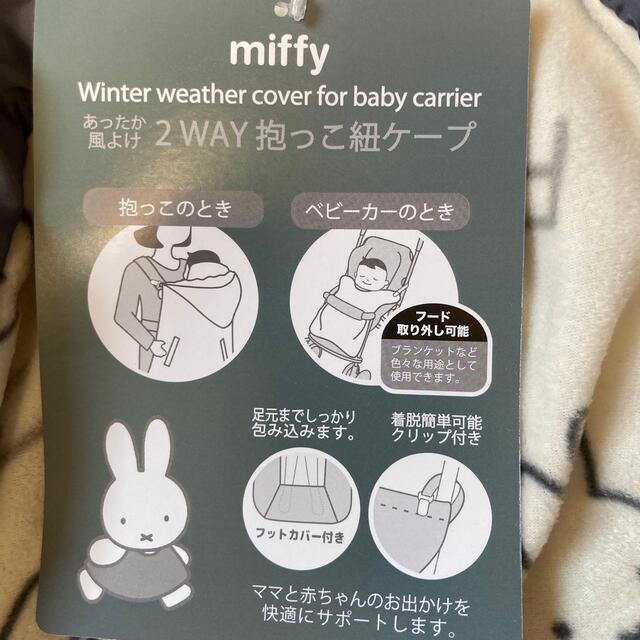 miffy
Winter weather cover for baby carrier
あったか
風よけ 2 WAY 抱っこ紐ケープ
抱っこのとき
ベビーカーのとき
フード
取り外し可能
ブランケットなど
色々な用途として
使用できます。
足元までしっかり
包み込みます。
着脱簡単可能
クリップ付き
フットカバー付き
ママと赤ちゃんのお出かけを
快適にサポートします。